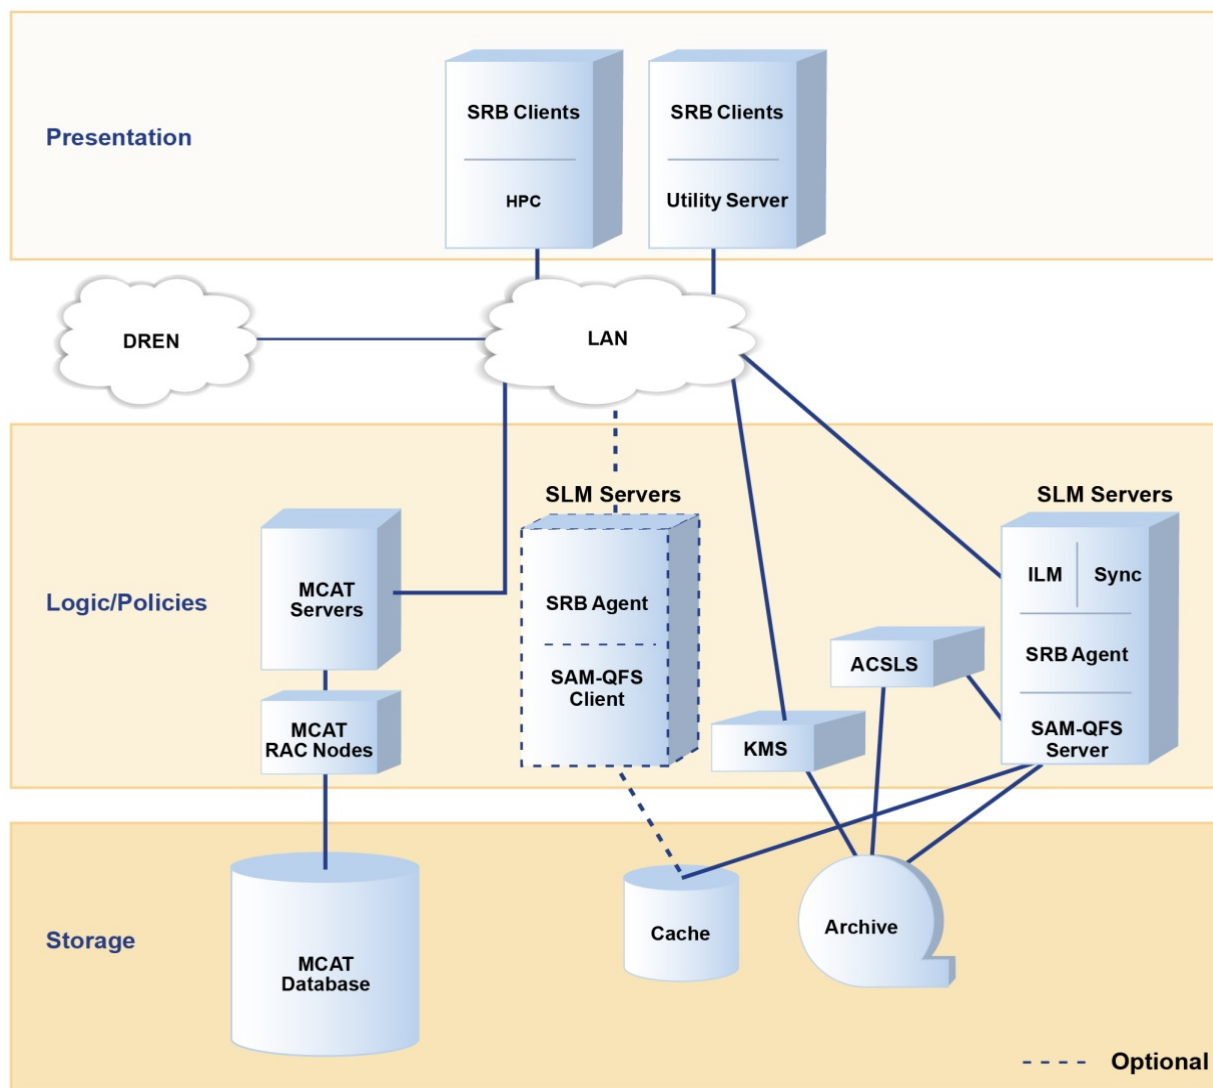 SRB Clients
HPC
SRB Clients
Utility Server
Presentation
DREN
LAN
SLM Servers
SLM Servers
MCAT
Servers
MCAT
RAC Nodes
Logic/Policies
SRB Agent
SAM-QFS
Client
KMS
ACSLS
ILM
Sync
SRB Agent
SAM-QFS
Server
Storage
MCAT
Database
Cache
Archive
Optional